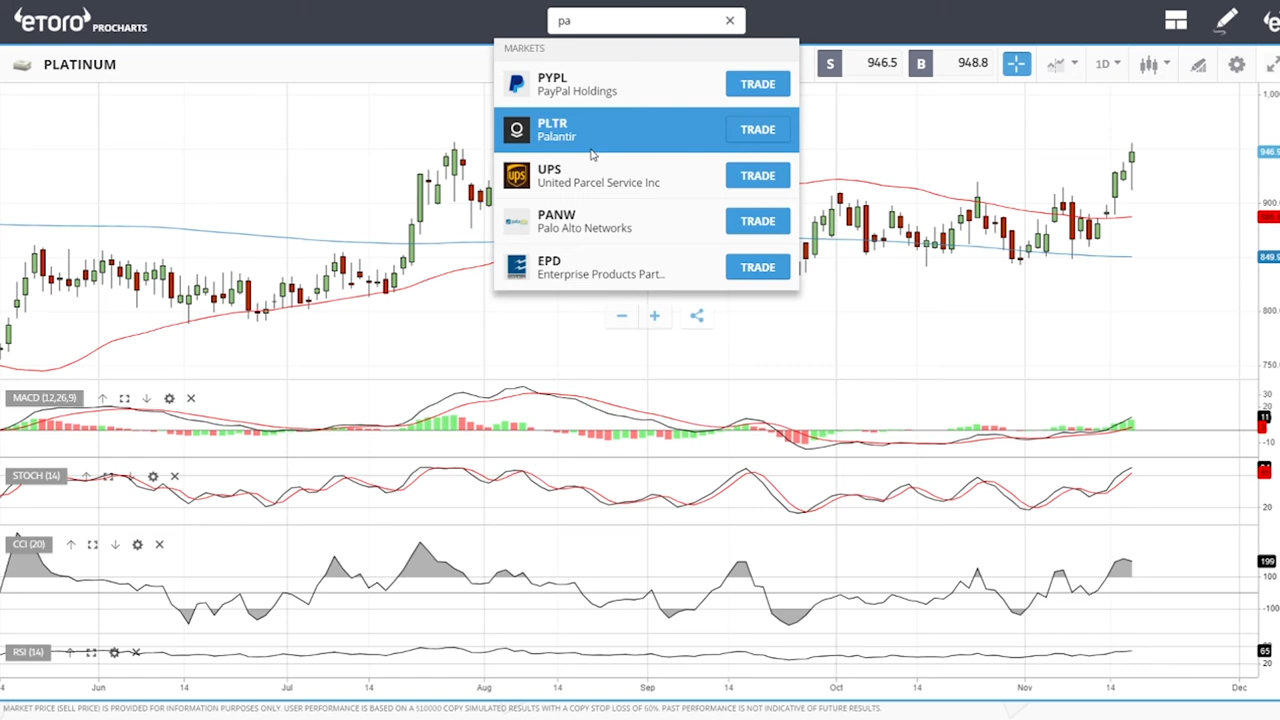 eToro PROCHARTS
pa
PLATINUM
MARKETS
PYPL
PayPal Holdings
TRADE
PLTR
Palantir
TRADE
UPS
United Parcel Service Inc
TRADE
PANW
Palo Alto Networks
TRADE
EPD
Enterprise Products Part..
TRADE
S 946.5 B 948.8
1D
946.9
900.
849.9
800.
750.
MACD (12,26,9)
30
20
11
-10
STOCH (14)
20
CCI (20)
199
100
-100
RSI (14)
65
20
4 Jun 14 Jul 14 Aug 14 Sep 14 Oct 14 Nov 14 Dec
MARKET PRICE (SELL PRICE) IS PROVIDED FOR INFORMATION PURPOSES ONLY. USER PERFORMANCE IS BASED ON A $10000 COPY SIMULATED RESULTS WITH A COPY STOP LOSS OF 60%. PAST PERFORMANCE IS NOT INDICATIVE OF FUTURE RESULTS.